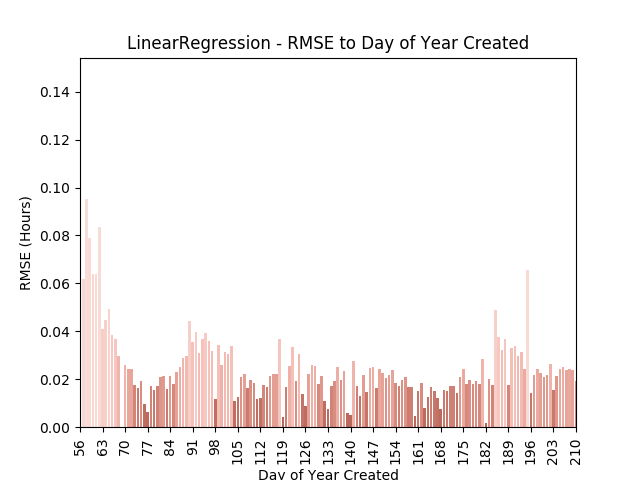 LinearRegression - RMSE to Day of Year Created
RMSE (Hours)
0.14
0.12
0.10
0.08
0.06
0.04
0.02
0.00
56 63 70 77 84 91 98 105 112 119 126 133 140 147 154 161 168 175 182 189 196 203 210
Day of Year Created